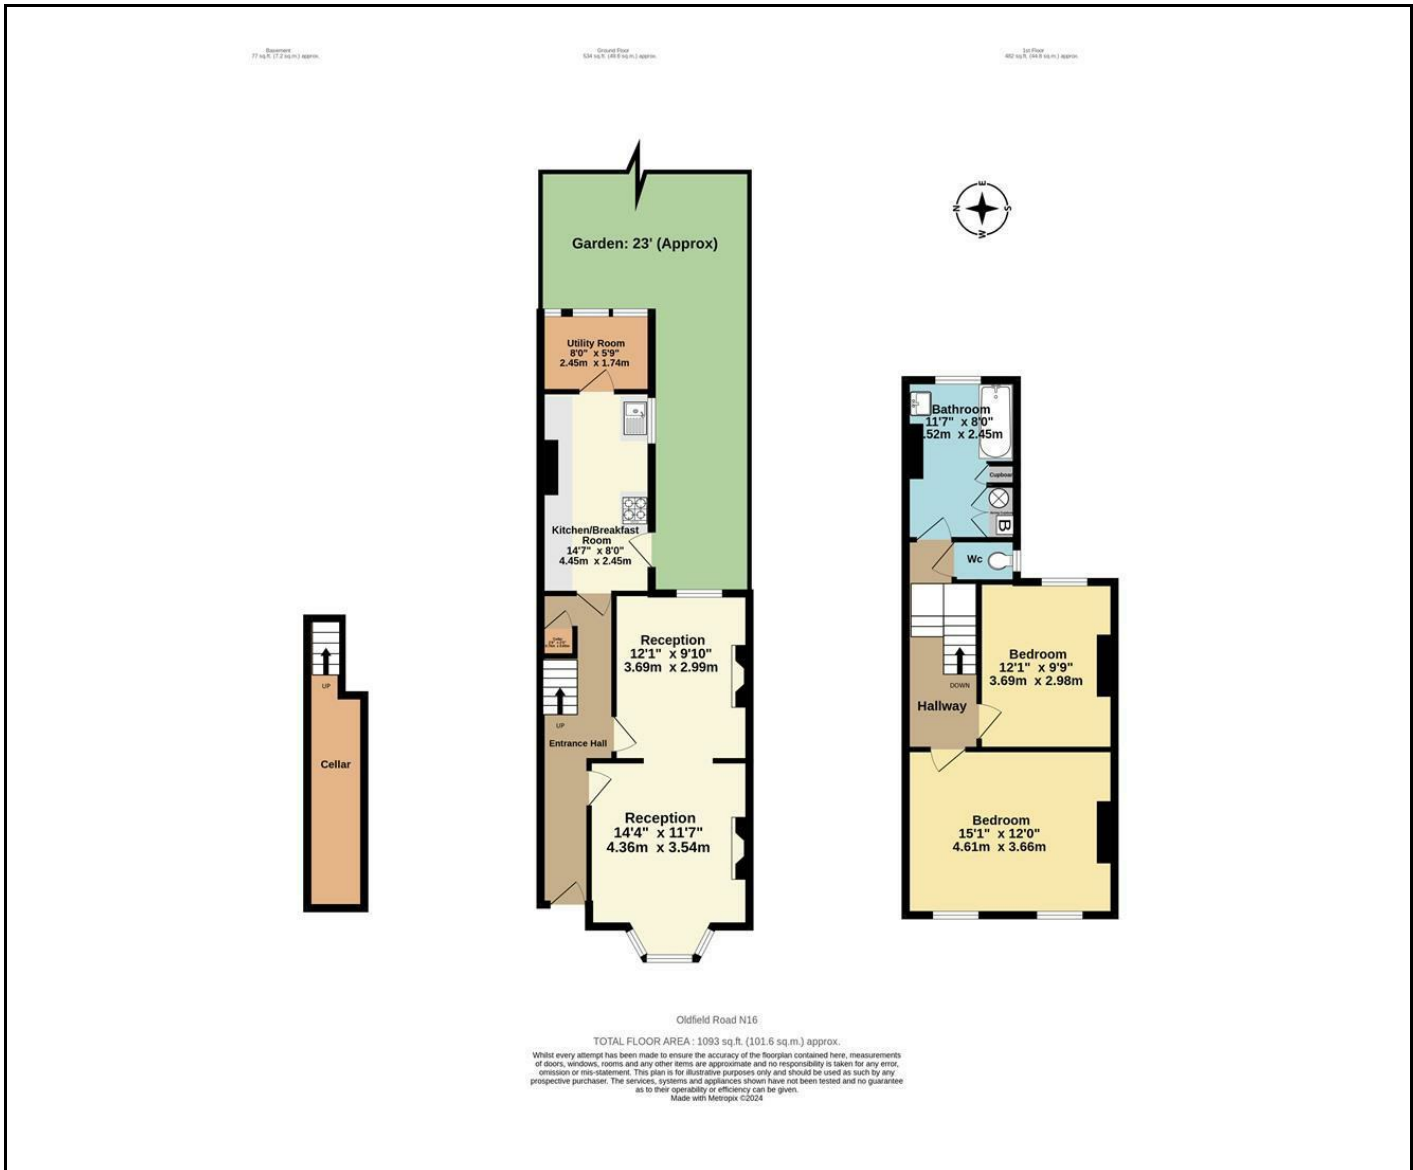 Basement
77 sq.ft. (7.2 sq.m.) approx.
Ground Floor
534 sq.ft. (49.6 sq.m.) approx.
1st Floor
482 sq.ft. (44.8 sq.m.) approx.
Garden: 23' (Approx)
E
N
S
W
Utility Room
8'0" x 5'9"
2.45m x 1.74m
Bathroom
11'7" x 8'0"
.52m x 2.45m
Cupboar
B
Kitchen/Breakfast
Room
14'7" x 8'0"
4.45m x 2.45m
Wc
Reception
12'1" x 9'10"
3.69m x 2.99m
Bedroom
12'1" x 9'9"
3.69m x 2.98m
UP
DOWN
Hallway
UP
Entrance Hall
Cellar
Reception
14'4" x 11'7"
4.36m x 3.54m
Bedroom
15'1" x 12'0"
4.61m x 3.66m
Oldfield Road N16
TOTAL FLOOR AREA : 1093 sq.ft. (101.6 sq.m.) approx.
Whilst every attempt has been made to ensure the accuracy of the floorplan contained here, measurements
of doors, windows, rooms and any other items are approximate and no responsibility is taken for any error,
omission or mis-statement. This plan is for illustrative purposes only and should be used as such by any
prospective purchaser. The services, systems and appliances shown have not been tested and no guarantee
as to their operability or efficiency can be given.
Made with Metropix ©2024